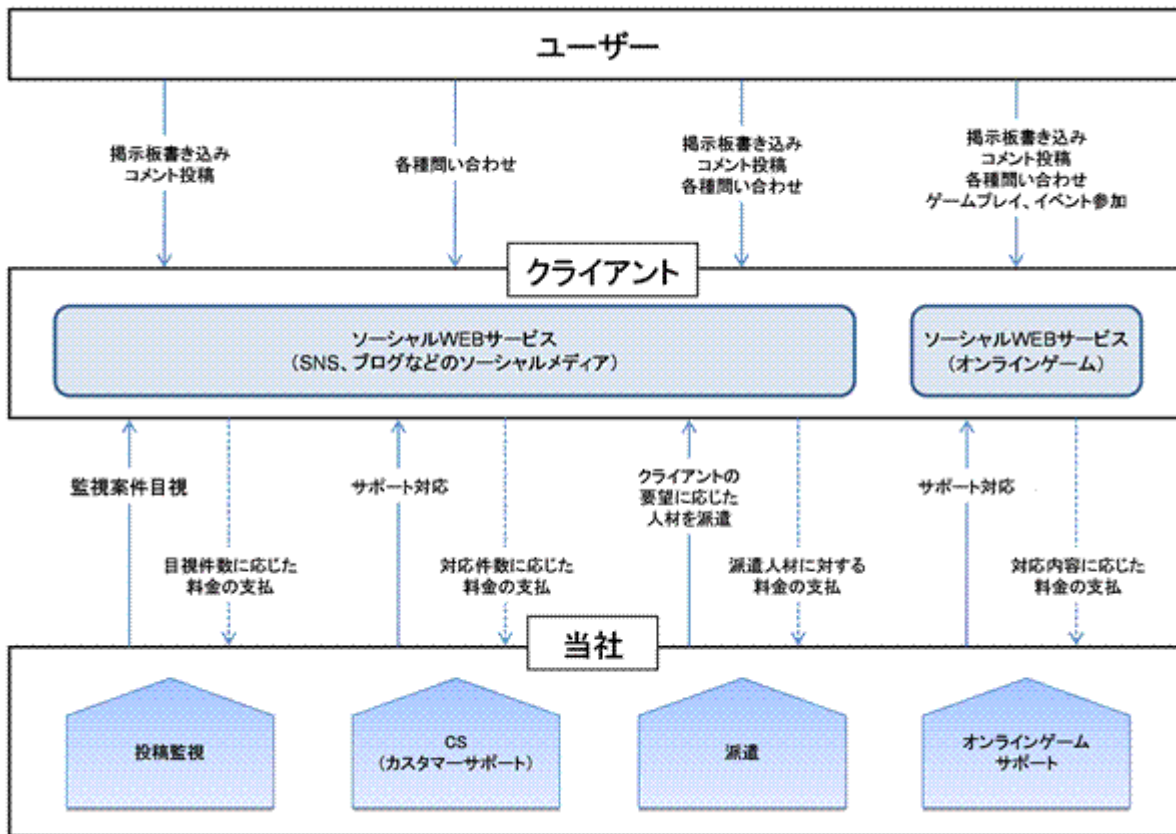 ユーザー
掲示板書き込み
コメント投稿
各種問い合わせ
掲示板書き込み
コメント投稿
各種問い合わせ
掲示板書き込み
コメント投稿
各種問い合わせ
ゲームプレイ、イベント参加
クライアント
ソーシャルWEBサービス
（SNS、ブログなどのソーシャルメディア）
ソーシャルWEBサービス
（オンラインゲーム）
監視案件目視
目視件数に応じた
料金の支払
サポート対応
対応件数に応じた
料金の支払
クライアントの
要望に応じた
人材を派遣
派遣人材に対する
料金の支払
サポート対応
対応内容に応じた
料金の支払
当社
投稿監視
CS
（カスタマーサポート）
派遣
オンラインゲーム
サポート